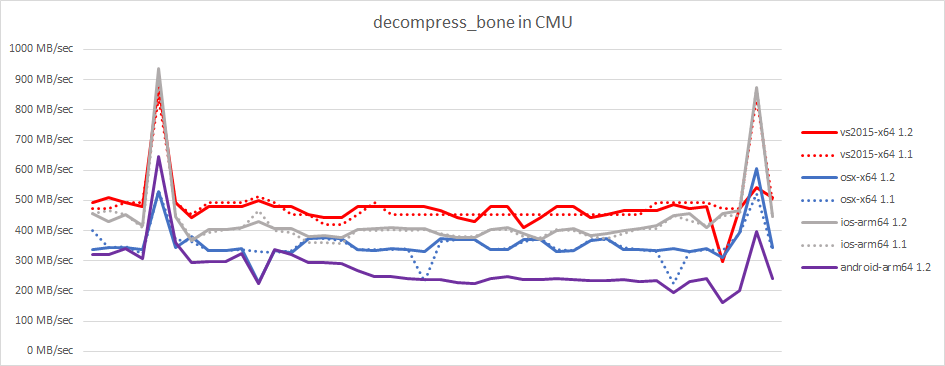 decompress_bone in CMU
1000 MB/sec
900 MB/sec
800 MB/sec
700 MB/sec
600 MB/sec
500 MB/sec
400 MB/sec
300 MB/sec
200 MB/sec
100 MB/sec
0 MB/sec
vs2015-x64 1.2
vs2015-x64 1.1
osx-x64 1.2
osx-x64 1.1
ios-arm64 1.2
ios-arm64 1.1
android-arm64 1.2